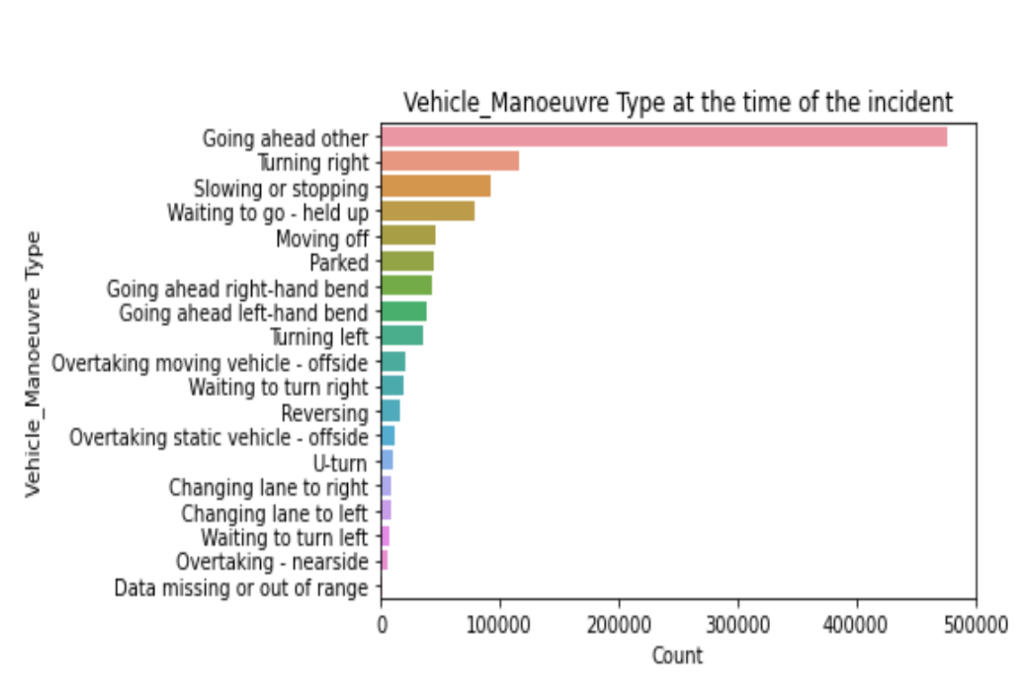 Vehicle_Manoeuvre Type at the time of the incident
Vehicle_Manoeuvre Type
Going ahead other
Turning right
Slowing or stopping
Waiting to go - held up
Moving off
Parked
Going ahead right-hand bend
Going ahead left-hand bend
Turning left
Overtaking moving vehicle - offside
Waiting to turn right
Reversing
Overtaking static vehicle - offside
U-turn
Changing lane to right
Changing lane to left
Waiting to turn left
Overtaking - nearside
Data missing or out of range
0 100000 200000 300000 400000 500000
Count